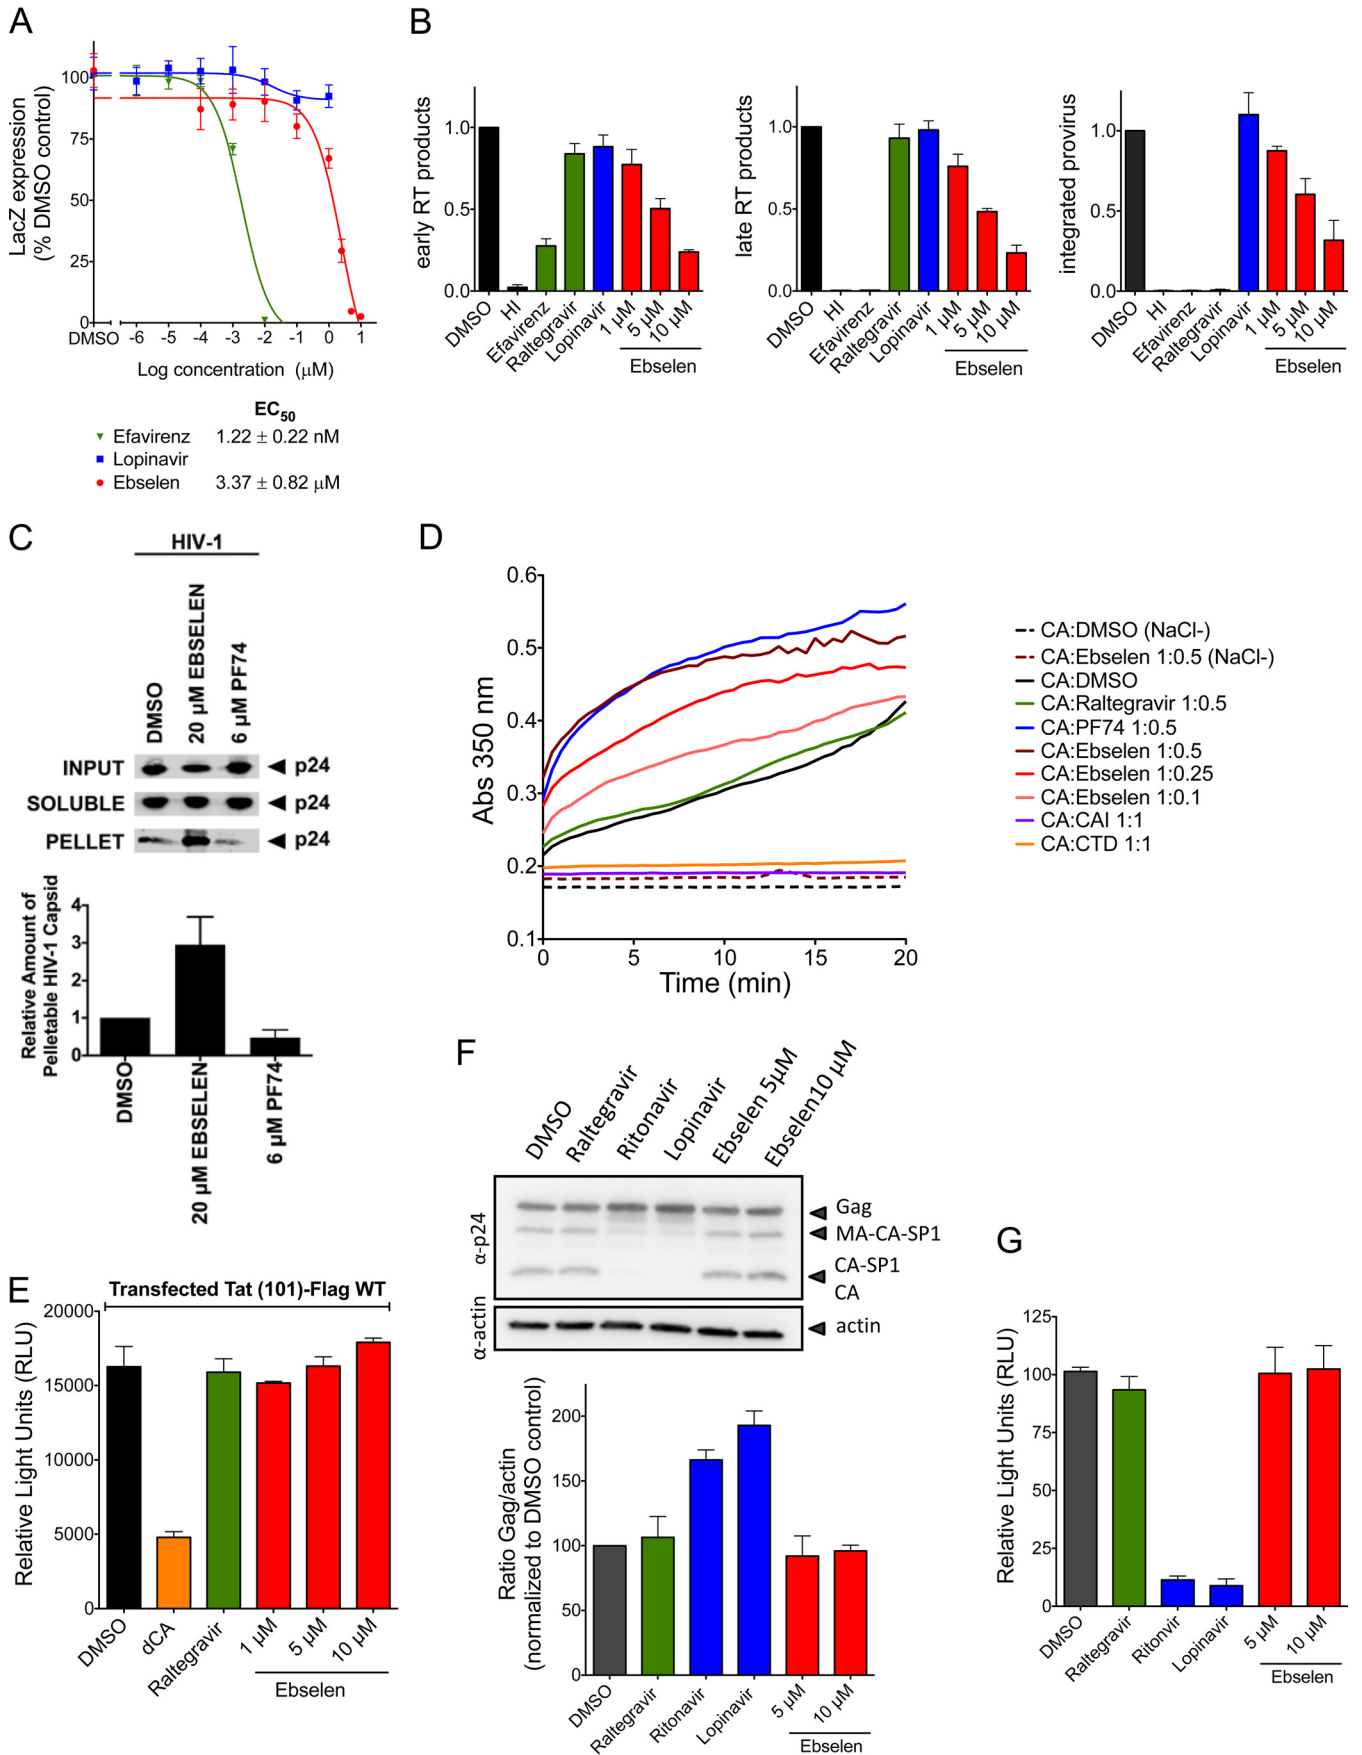 A
LacZ expression
(% DMSO control)
100
75
50
25
0
DMSO -6 -5 -4 -3 -2 -1 0 1
Log concentration (μM)
EC50
Efavirenz 1.22 ± 0.22 nM
Lopinavir
Ebselen 3.37 ± 0.82 μM
B
early RT products
1.0
0.5
0.0
DMSO
HI
Efavirenz
Raltegravir
Lopinavir
1 μM
5 μM
10 μM
Ebselen
late RT products
1.0
0.5
0.0
DMSO
HI
Efavirenz
Raltegravir
Lopinavir
1 μM
5 μM
10 μM
Ebselen
integrated provirus
1.0
0.5
0.0
DMSO
HI
Efavirenz
Raltegravir
Lopinavir
1 μM
5 μM
10 μM
Ebselen
C
HIV-1
DMSO
20 μM EBSELEN
6 μM PF74
INPUT p24
SOLUBLE p24
PELLET p24
Relative Amount of
Pelletable HIV-1 Capsid
4
3
2
1
0
DMSO
20 μM EBSELEN
6 μM PF74
D
Abs 350 nm
0.6
0.5
0.4
0.3
0.2
0.1
0 5 10 15 20
Time (min)
CA:DMSO (NaCl-)
CA:Ebselen 1:0.5 (NaCl-)
CA:DMSO
CA:Raltegravir 1:0.5
CA:PF74 1:0.5
CA:Ebselen 1:0.5
CA:Ebselen 1:0.25
CA:Ebselen 1:0.1
CA:CAI 1:1
CA:CTD 1:1
E
Transfected Tat (101)-Flag WT
Relative Light Units (RLU)
20000
15000
10000
5000
0
DMSO
dCA
Raltegravir
1 μM
5 μM
10 μM
Ebselen
F
DMSO
Raltegravir
Ritonavir
Lopinavir
Ebselen 5μM
Ebselen10 μM
α-p24
Gag
MA-CA-SP1
CA-SP1
CA
α-actin
actin
Ratio Gag/actin
(normalized to DMSO control)
200
150
100
50
0
DMSO
Raltegravir
Ritonavir
Lopinavir
5 μM
10 μM
Ebselen
G
Relative Light Units (RLU)
125
100
75
50
25
0
DMSO
Raltegravir
Ritonvir
Lopinavir
5 μM
10 μM
Ebselen